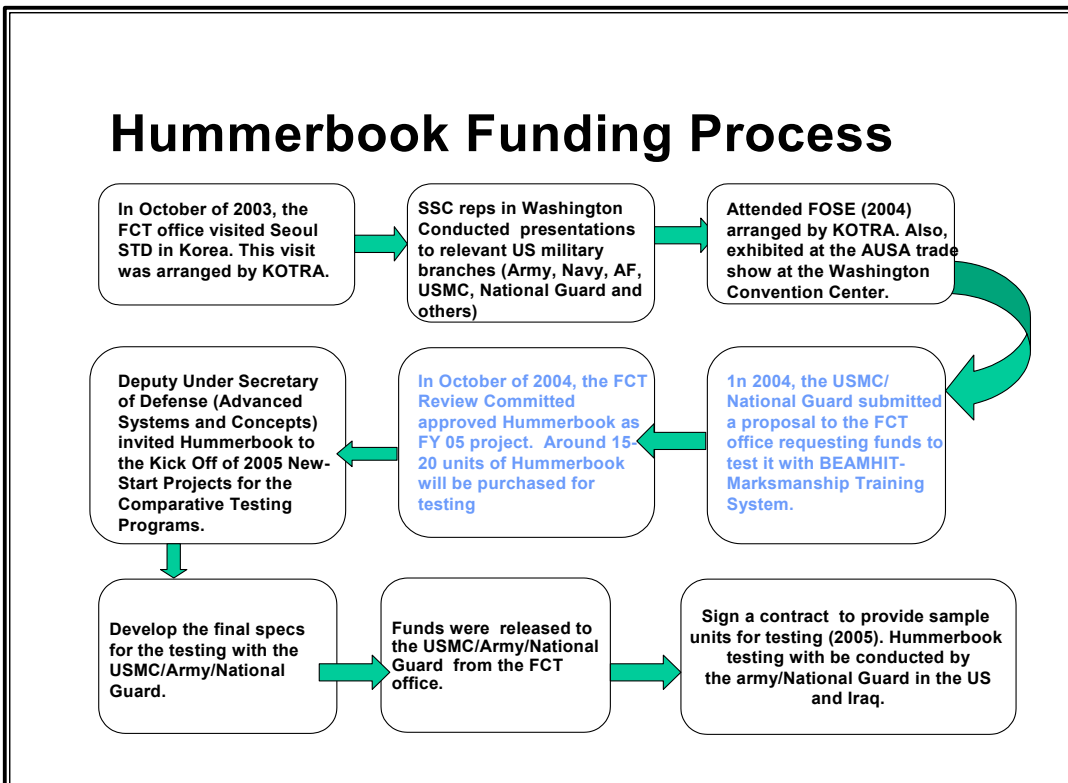 Hummerbook Funding Process
In October of 2003, the
FCT office visited Seoul
STD in Korea. This visit
was arranged by KOTRA.
SSC reps in Washington
Conducted presentations
to relevant US military
branches (Army, Navy, AF,
USMC, National Guard and
others)
Attended FOSE (2004)
arranged by KOTRA. Also,
exhibited at the AUSA trade
show at the Washington
Convention Center.
1n 2004, the USMC/
National Guard submitted
a proposal to the FCT
office requesting funds to
test it with BEAMHIT-
Marksmanship Training
System.
In October of 2004, the FCT
Review Committed
approved Hummerbook as
FY 05 project. Around 15-
20 units of Hummerbook
will be purchased for
testing
Deputy Under Secretary
of Defense (Advanced
Systems and Concepts)
invited Hummerbook to
the Kick Off of 2005 New-
Start Projects for the
Comparative Testing
Programs.
Develop the final specs
for the testing with the
USMC/Army/National
Guard.
Funds were released to
the USMC/Army/National
Guard from the FCT
office.
Sign a contract to provide sample
units for testing (2005). Hummerbook
testing with be conducted by
the army/National Guard in the US
and Iraq.